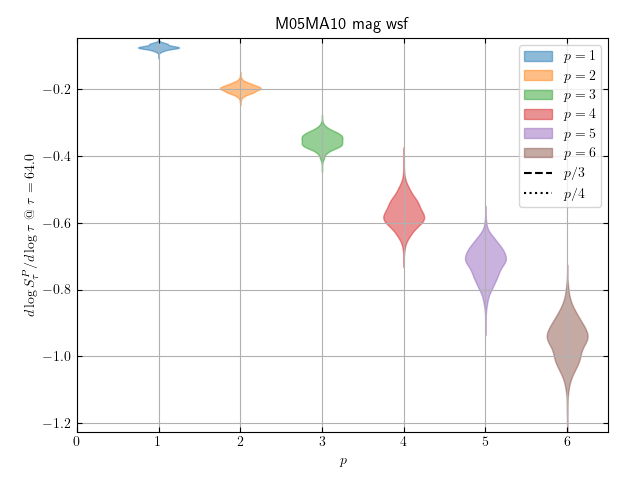 M05MA10 mag wsf
d log S_τ^P / d log τ @ τ = 64.0
−0.2
−0.4
−0.6
−0.8
−1.0
−1.2
0 1 2 3 4 5 6
p
p = 1
p = 2
p = 3
p = 4
p = 5
p = 6
p/3
p/4